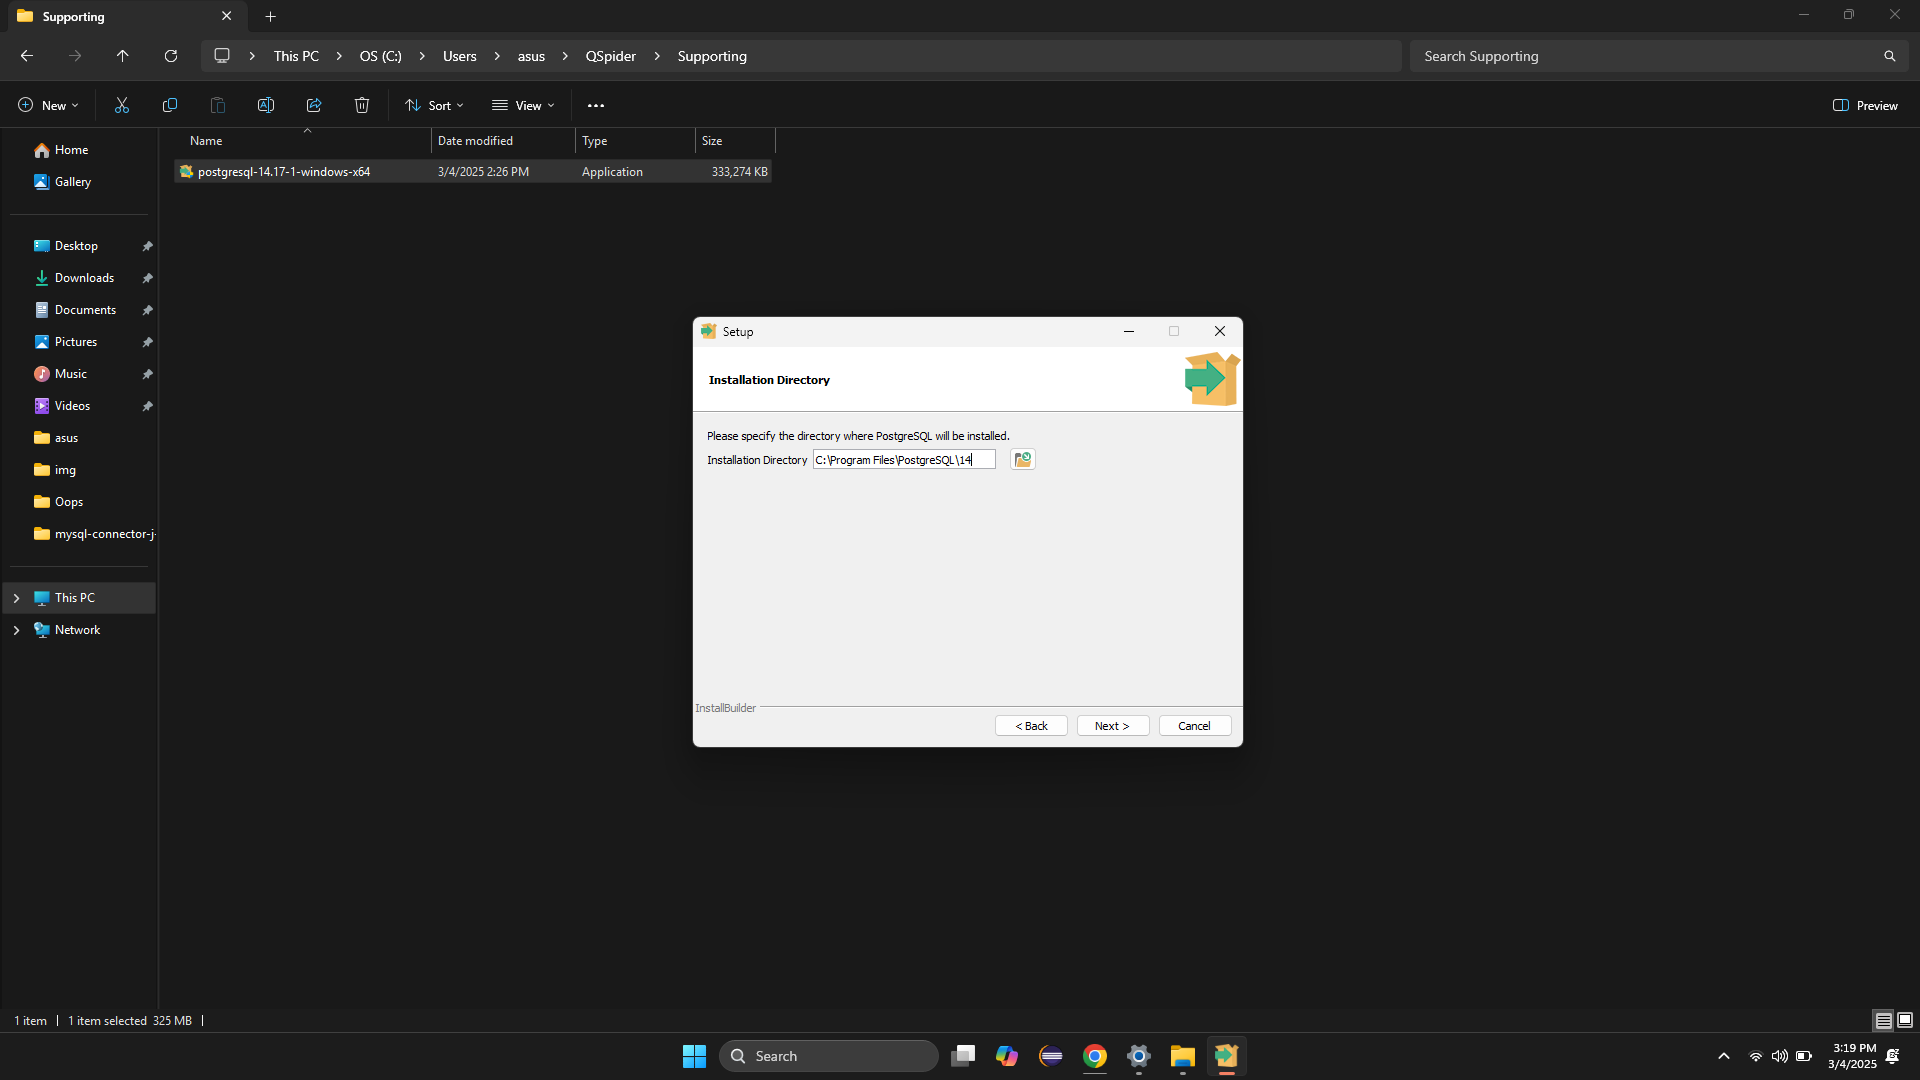 Supporting
This PC > OS (C:) > Users > asus > QSpider > Supporting
Search Supporting
New
Sort
View
Preview
Name Date modified Type Size
postgresql-14.17-1-windows-x64 3/4/2025 2:26 PM Application 333,274 KB
Home
Gallery
Desktop
Downloads
Documents
Pictures
Music
Videos
asus
img
Oops
mysql-connector-j-
This PC
Network
Setup
Installation Directory
Please specify the directory where PostgreSQL will be installed.
Installation Directory C:\Program Files\PostgreSQL\14
InstallBuilder
< Back Next > Cancel
1 item 1 item selected 325 MB
Search
3:19 PM
3/4/2025